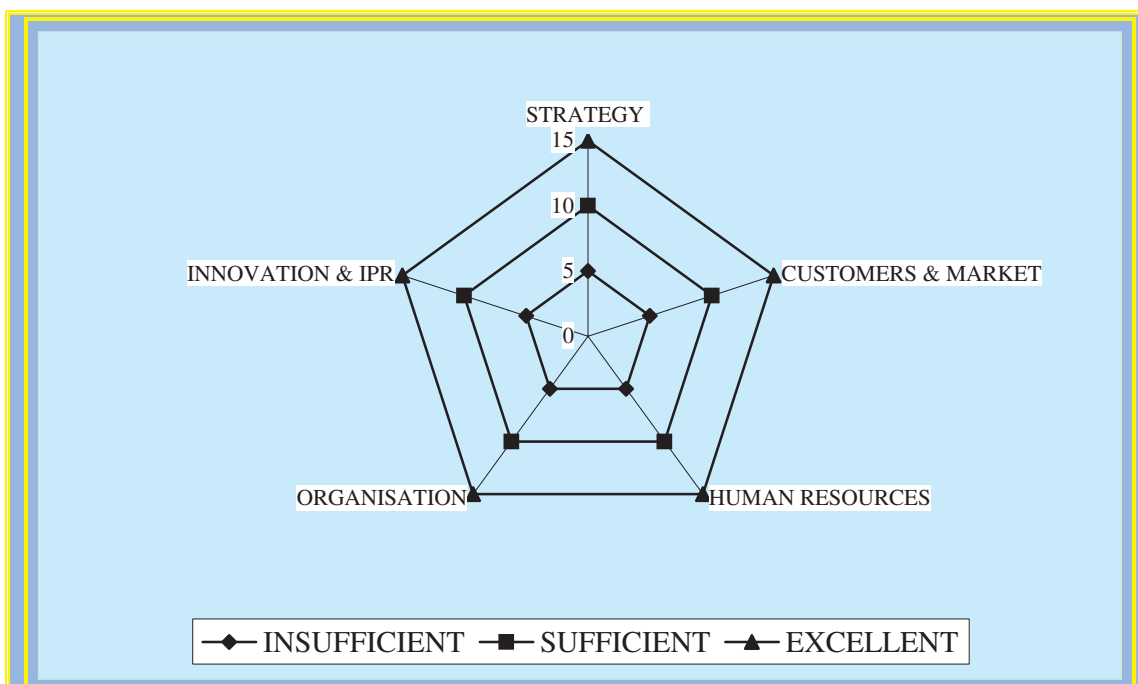 STRATEGY
15
10
5
0
INNOVATION & IPR
CUSTOMERS & MARKET
ORGANISATION
HUMAN RESOURCES
INSUFFICIENT SUFFICIENT EXCELLENT